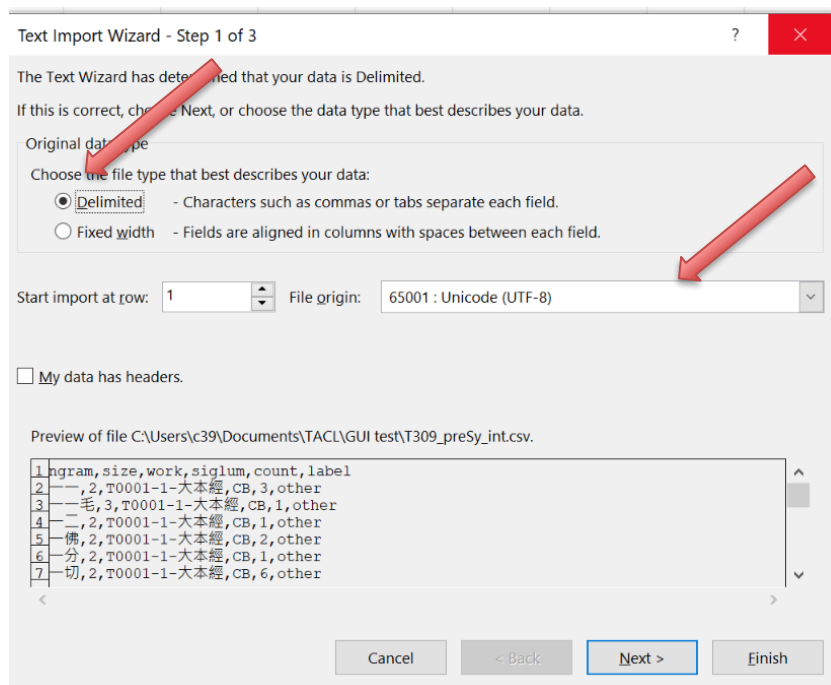 Text Import Wizard - Step 1 of 3 ?
The Text Wizard has determined that your data is Delimited.
If this is correct, choose Next, or choose the data type that best describes your data.
Original data type
Choose the file type that best describes your data:
Delimited - Characters such as commas or tabs separate each field.
Fixed width - Fields are aligned in columns with spaces between each field.
Start import at row: 1 File origin: 65001 : Unicode (UTF-8)
My data has headers.
Preview of file C:\Users\c39\Documents\TACL\GUI test\T309_preSy_int.csv.
1 ngram,size,work,siglum,count,label
2 一一,2,T0001-1-大本經,CB,3,other
3 一一毛,3,T0001-1-大本經,CB,1,other
4 一二,2,T0001-1-大本經,CB,1,other
5 一佛,2,T0001-1-大本經,CB,2,other
6 一分,2,T0001-1-大本經,CB,1,other
7 一切,2,T0001-1-大本經,CB,6,other
Cancel < Back Next > Finish